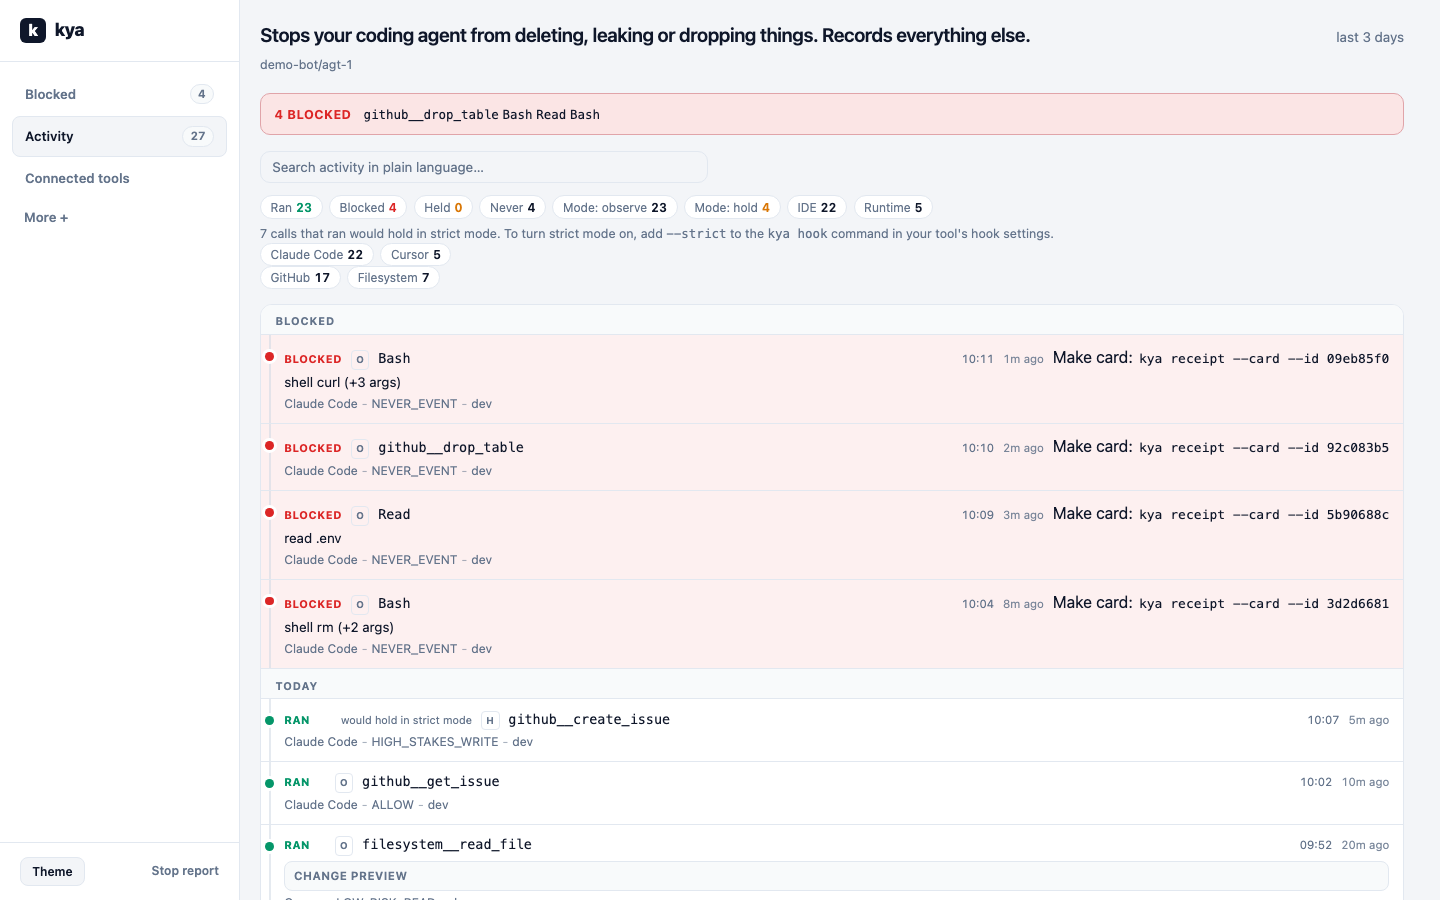 k kya
Blocked 4
Activity 27
Connected tools
More +
Theme Stop report
Stops your coding agent from deleting, leaking or dropping things. Records everything else.
last 3 days
demo-bot/agt-1
4 BLOCKED github__drop_table Bash Read Bash
Search activity in plain language...
Ran 23 Blocked 4 Held 0 Never 4 Mode: observe 23 Mode: hold 4 IDE 22 Runtime 5
7 calls that ran would hold in strict mode. To turn strict mode on, add --strict to the kya hook command in your tool's hook settings.
Claude Code 22 Cursor 5
GitHub 17 Filesystem 7
BLOCKED
BLOCKED O Bash 10:11 1m ago Make card: kya receipt --card --id 09eb85f0
shell curl (+3 args)
Claude Code - NEVER_EVENT - dev
BLOCKED O github__drop_table 10:10 2m ago Make card: kya receipt --card --id 92c083b5
Claude Code - NEVER_EVENT - dev
BLOCKED O Read 10:09 3m ago Make card: kya receipt --card --id 5b90688c
read .env
Claude Code - NEVER_EVENT - dev
BLOCKED O Bash 10:04 8m ago Make card: kya receipt --card --id 3d2d6681
shell rm (+2 args)
Claude Code - NEVER_EVENT - dev
TODAY
RAN would hold in strict mode H github__create_issue 10:07 5m ago
Claude Code - HIGH_STAKES_WRITE - dev
RAN O github__get_issue 10:02 10m ago
Claude Code - ALLOW - dev
RAN O filesystem__read_file 09:52 20m ago
CHANGE PREVIEW